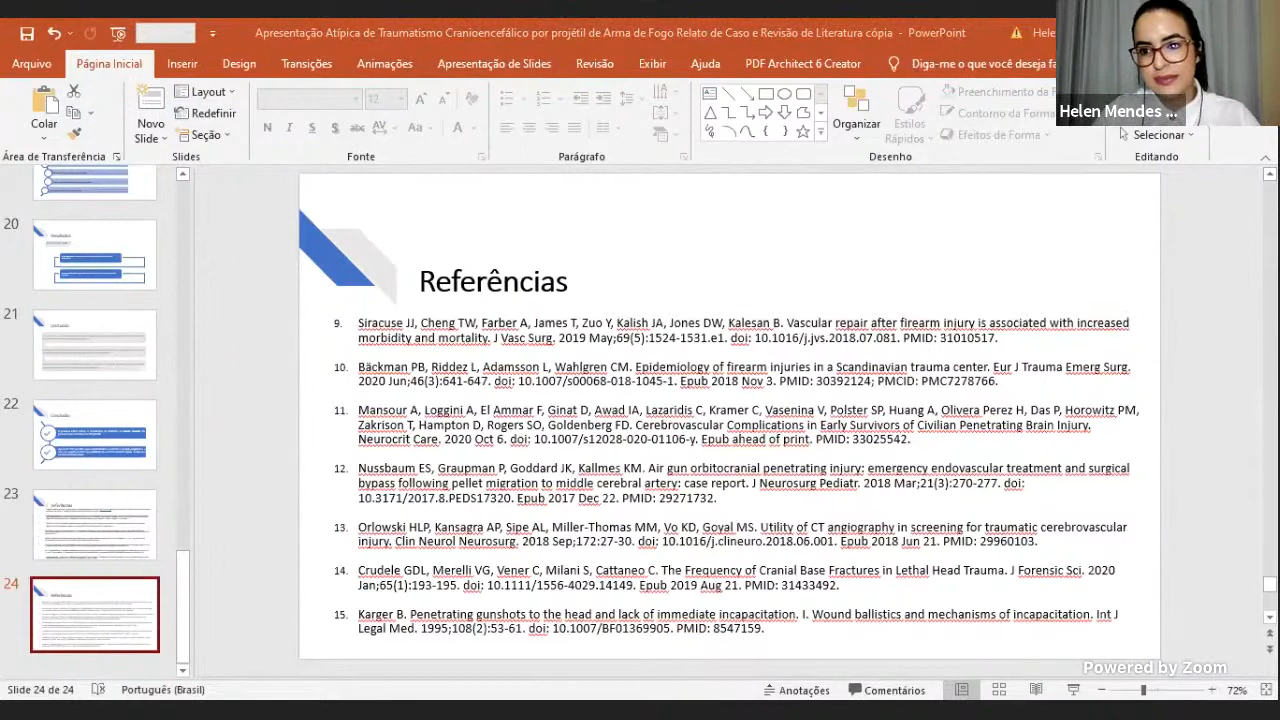 Apresentação Atípica de Traumatismo Cranioencefálico por projétil de Arma de Fogo Relato de Caso e Revisão de Literatura cópia - PowerPoint
Hele
Arquivo Página Inicial Inserir Design Transições Animações Apresentação de Slides Revisão Exibir Ajuda PDF Architect 6 Creator Diga-me o que você deseja fa
Helen Mendes ...
Colar
Novo Slide
Layout
Redefinir
Seção
12
N I S S abc AV Aa A
Organizar
Estilos Rápidos
Preenchimento da Fo
Contorno da Forma
Efeitos de Forma
Selecionar
Área de Transferência Slides Fonte Parágrafo Desenho Editando
20
21
22
23
24
Referências
9. Siracuse JJ, Cheng TW, Farber A, James T, Zuo Y, Kalish JA, Jones DW, Kalesan B. Vascular repair after firearm injury is associated with increased
morbidity and mortality. J Vasc Surg. 2019 May;69(5):1524-1531.e1. doi: 10.1016/j.jvs.2018.07.081. PMID: 31010517.
10. Bäckman PB, Riddez L, Adamsson L, Wahlgren CM. Epidemiology of firearm injuries in a Scandinavian trauma center. Eur J Trauma Emerg Surg.
2020 Jun;46(3):641-647. doi: 10.1007/s00068-018-1045-1. Epub 2018 Nov 3. PMID: 30392124; PMCID: PMC7278766.
11. Mansour A, Loggini A, El Ammar F, Ginat D, Awad IA, Lazaridis C, Kramer C, Vasenina V, Polster SP, Huang A, Olivera Perez H, Das P, Horowitz PM,
Zakrison T, Hampton D, Rogers SO, Goldenberg FD. Cerebrovascular Complications in Early Survivors of Civilian Penetrating Brain Injury.
Neurocrit Care. 2020 Oct 6. doi: 10.1007/s12028-020-01106-y. Epub ahead of print. PMID: 33025542.
12. Nussbaum ES, Graupman P, Goddard JK, Kallmes KM. Air gun orbitocranial penetrating injury: emergency endovascular treatment and surgical
bypass following pellet migration to middle cerebral artery: case report. J Neurosurg Pediatr. 2018 Mar;21(3):270-277. doi:
10.3171/2017.8.PEDS17320. Epub 2017 Dec 22. PMID: 29271732.
13. Orlowski HLP, Kansagra AP, Sipe AL, Miller-Thomas MM, Vo KD, Goyal MS. Utility of CT angiography in screening for traumatic cerebrovascular
injury. Clin Neurol Neurosurg. 2018 Sep;172:27-30. doi: 10.1016/j.clineuro.2018.06.001. Epub 2018 Jun 21. PMID: 29960103.
14. Crudele GDL, Merelli VG, Vener C, Milani S, Cattaneo C. The Frequency of Cranial Base Fractures in Lethal Head Trauma. J Forensic Sci. 2020
Jan;65(1):193-195. doi: 10.1111/1556-4029.14149. Epub 2019 Aug 21. PMID: 31433492.
15. Karger B. Penetrating gunshots to the head and lack of immediate incapacitation. I. Wound ballistics and mechanisms of incapacitation. Int J
Legal Med. 1995;108(2):53-61. doi: 10.1007/BF01369905. PMID: 8547159.
Powered by Zoom
Slide 24 de 24 Português (Brasil) Anotações Comentários 72%